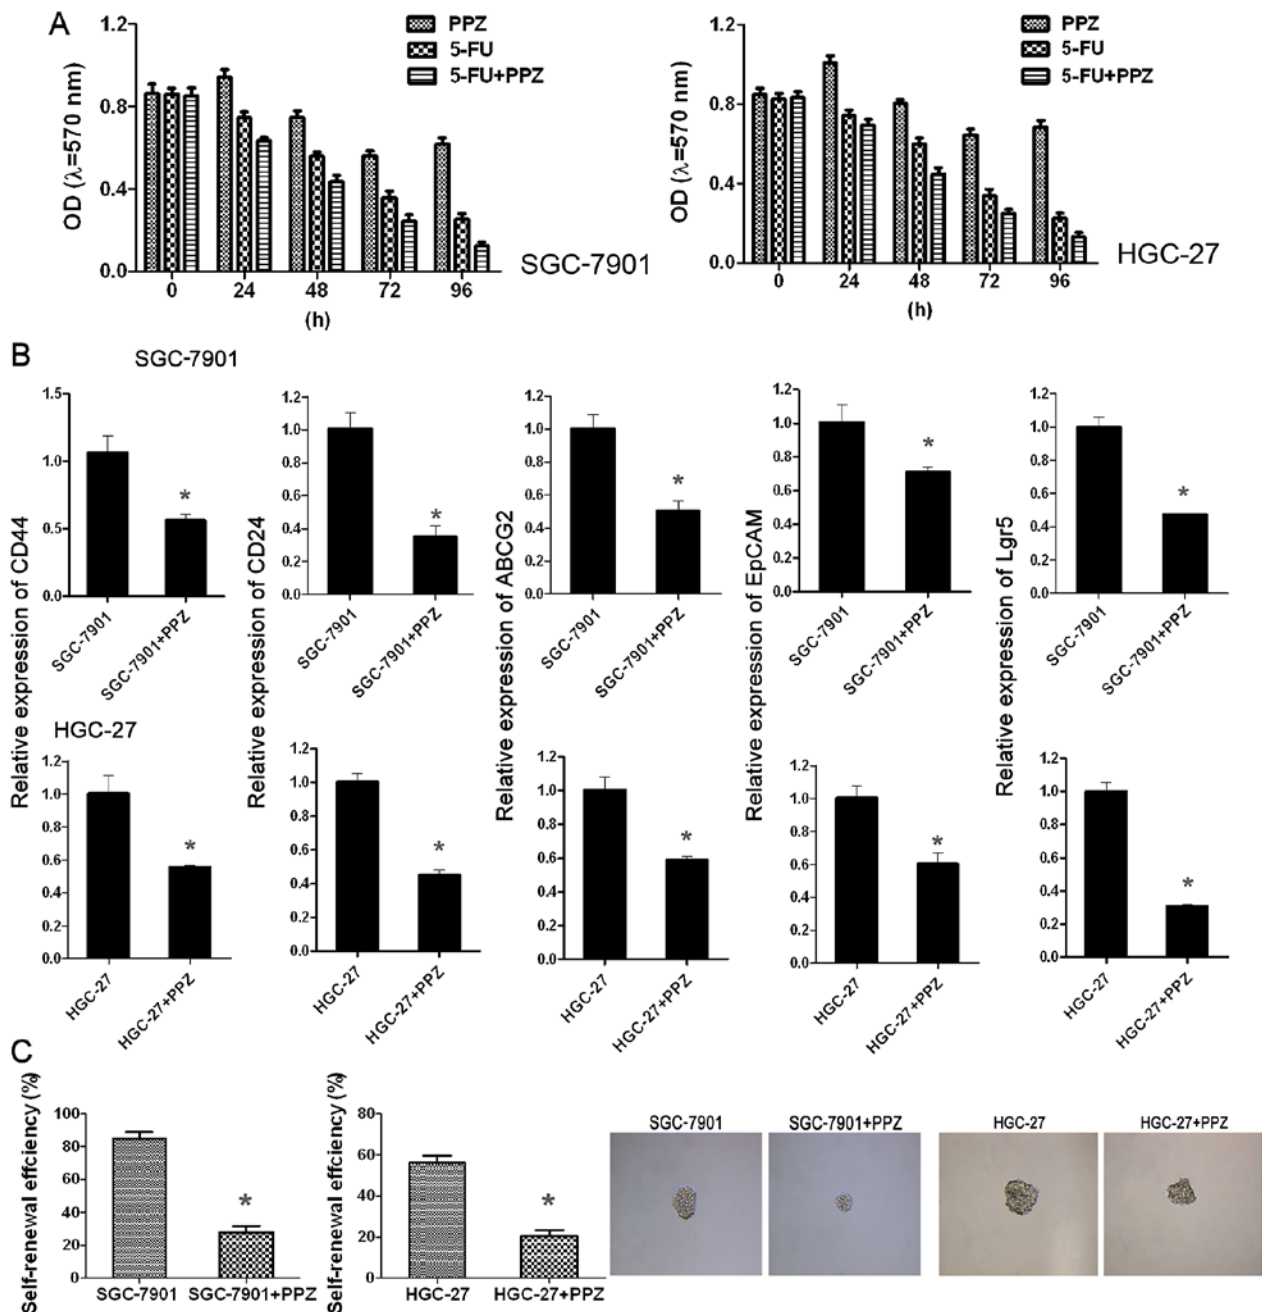 A
1.2
0.8
0.4
0.0
OD (λ=570 nm)
PPZ
5-FU
5-FU+PPZ
0 24 48 72 96
(h)
SGC-7901
1.2
0.8
0.4
0.0
OD (λ=570 nm)
PPZ
5-FU
5-FU+PPZ
0 24 48 72 96
(h)
HGC-27
B
SGC-7901
Relative expression of CD44
1.5
1.0
0.5
0.0
*
SGC-7901
SGC-7901+PPZ
Relative expression of CD24
1.2
1.0
0.8
0.6
0.4
0.2
0.0
*
SGC-7901
SGC-7901+PPZ
Relative expression of ABCG2
1.2
1.0
0.8
0.6
0.4
0.2
0.0
*
SGC-7901
SGC-7901+PPZ
Relative expression of EpCAM
1.2
1.0
0.8
0.6
0.4
0.2
0.0
*
SGC-7901
SGC-7901+PPZ
Relative expression of Lgr5
1.2
1.0
0.8
0.6
0.4
0.2
0.0
*
SGC-7901
SGC-7901+PPZ
HGC-27
1.2
1.0
0.8
0.6
0.4
0.2
0.0
*
HGC-27
HGC-27+PPZ
1.2
1.0
0.8
0.6
0.4
0.2
0.0
*
HGC-27
HGC-27+PPZ
1.2
1.0
0.8
0.6
0.4
0.2
0.0
*
HGC-27
HGC-27+PPZ
1.2
1.0
0.8
0.6
0.4
0.2
0.0
*
HGC-27
HGC-27+PPZ
1.2
1.0
0.8
0.6
0.4
0.2
0.0
*
HGC-27
HGC-27+PPZ
C
Self-renewal effciency (%)
100
80
60
40
20
0
*
SGC-7901 SGC-7901+PPZ
Self-renewal efficiency (%)
80
60
40
20
0
*
HGC-27 HGC-27+PPZ
SGC-7901
SGC-7901+PPZ
HGC-27
HGC-27+PPZ